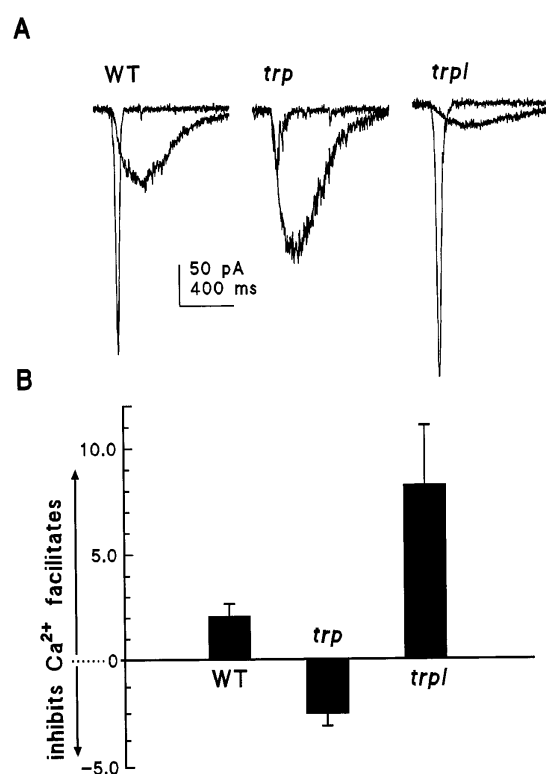 A
WT
trp
trpl
50 pA
400 ms
B
10.0
5.0
0
−5.0
inhibits Ca²⁺ facilitates
WT
trp
trpl